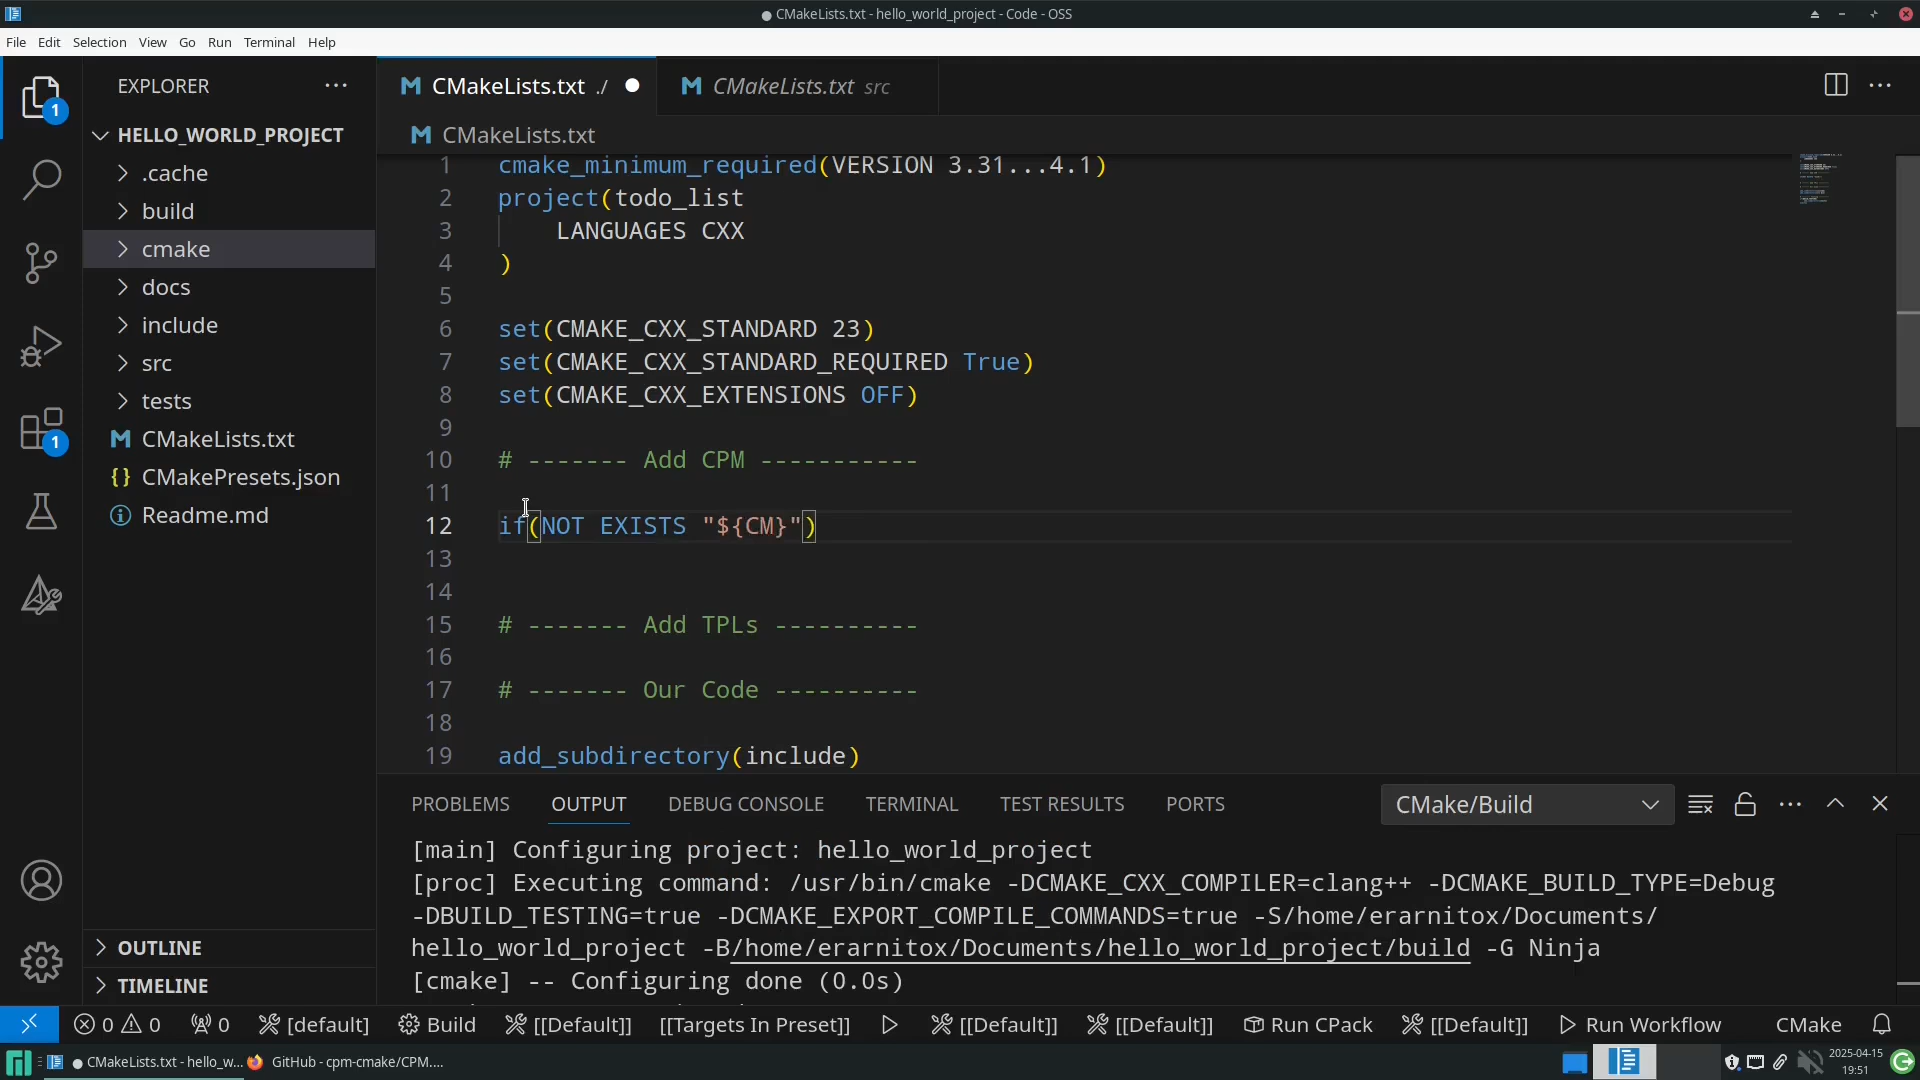 CMakeLists.txt - hello_world_project - Code - OSS
File Edit Selection View Go Run Terminal Help
EXPLORER
HELLO_WORLD_PROJECT
.cache
build
cmake
docs
include
src
tests
CMakeLists.txt
CMakePresets.json
Readme.md
OUTLINE
TIMELINE
1
1
CMakeLists.txt ./
CMakeLists.txt src
CMakeLists.txt
1 cmake_minimum_required(VERSION 3.31...4.1)
2 project(todo_list
3 LANGUAGES CXX
4 )
5
6 set(CMAKE_CXX_STANDARD 23)
7 set(CMAKE_CXX_STANDARD_REQUIRED True)
8 set(CMAKE_CXX_EXTENSIONS OFF)
9
10 # ------- Add CPM -----------
11
12 if(NOT EXISTS "${CM}")
13
14
15 # ------- Add TPLs ----------
16
17 # ------- Our Code ----------
18
19 add_subdirectory(include)
PROBLEMS OUTPUT DEBUG CONSOLE TERMINAL TEST RESULTS PORTS
CMake/Build
[main] Configuring project: hello_world_project
[proc] Executing command: /usr/bin/cmake -DCMAKE_CXX_COMPILER=clang++ -DCMAKE_BUILD_TYPE=Debug
-DBUILD_TESTING=true -DCMAKE_EXPORT_COMPILE_COMMANDS=true -S/home/erarnitox/Documents/
hello_world_project -B/home/erarnitox/Documents/hello_world_project/build -G Ninja
[cmake] -- Configuring done (0.0s)
0 0 0 [default] Build [[Default]] [[Targets In Preset]] [[Default]] [[Default]] Run CPack [[Default]] Run Workflow CMake
CMakeLists.txt - hello_w... GitHub - cpm-cmake/CPM....
2025-04-15
19:51